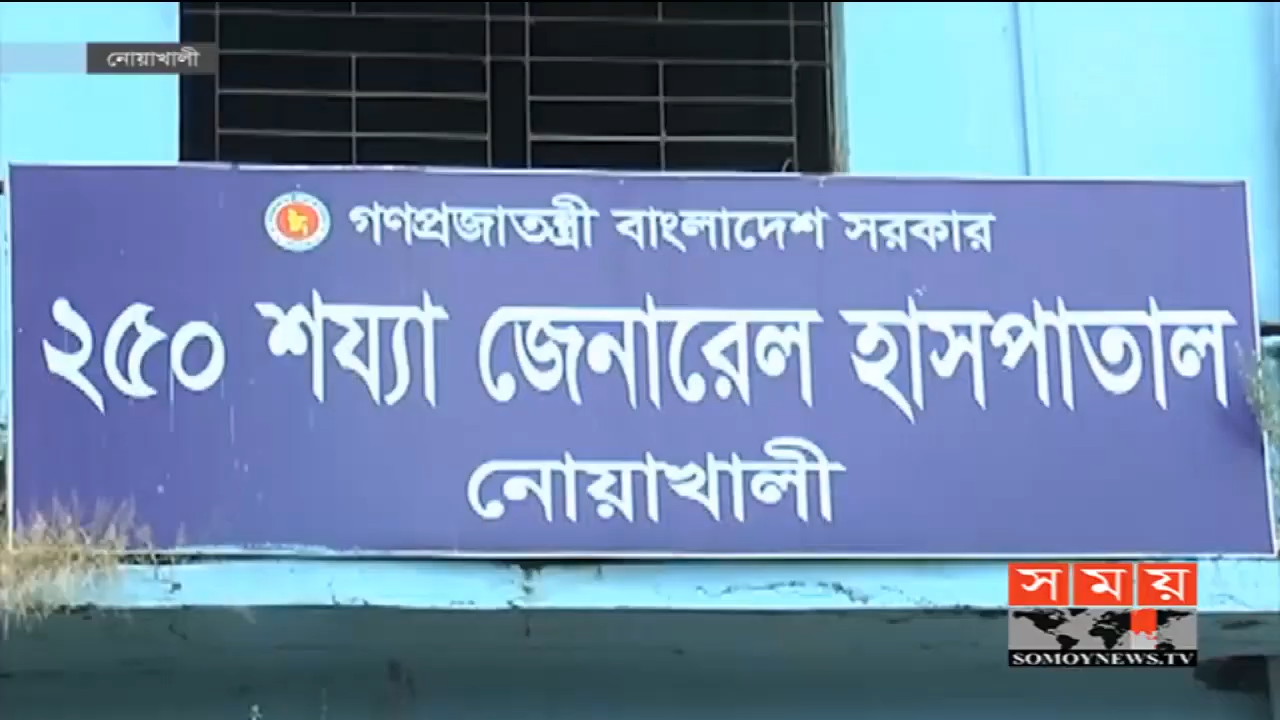 নোয়াখালী
গণপ্রজাতন্ত্রী বাংলাদেশ সরকার
২৫০ শয্যা জেনারেল হাসপাতাল
নোয়াখালী
সময়
SOMOYNEWS.TV